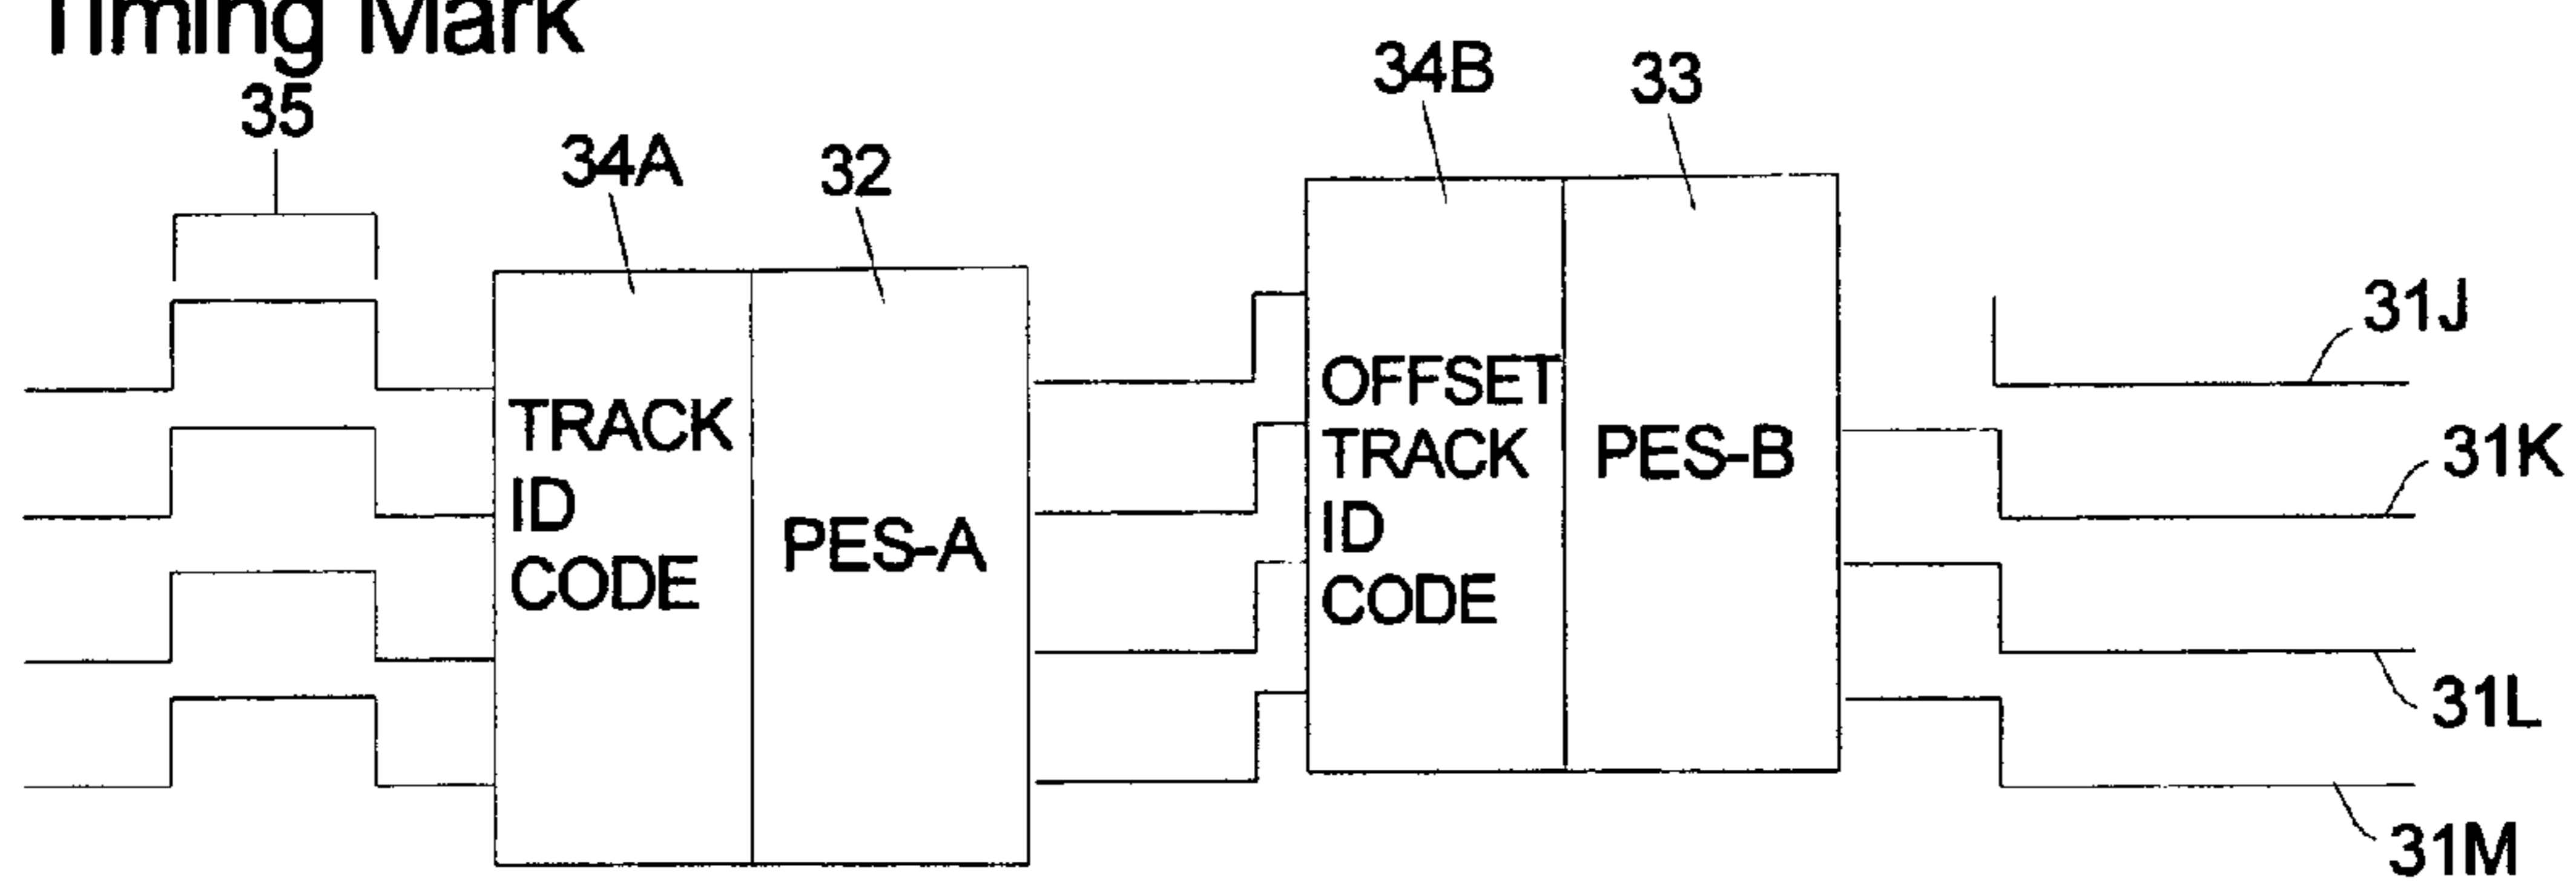 Timing Mark
35
34A
32
34B
33
TRACK
ID
CODE
PES-A
OFFSET
TRACK
ID
CODE
PES-B
31J
31K
31L
31M